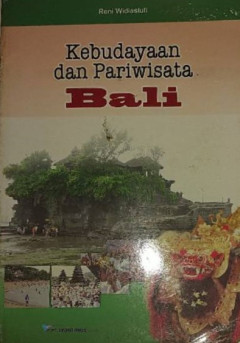 Reni Widiastuti
Kebudayaan
dan Pariwisata
Bali